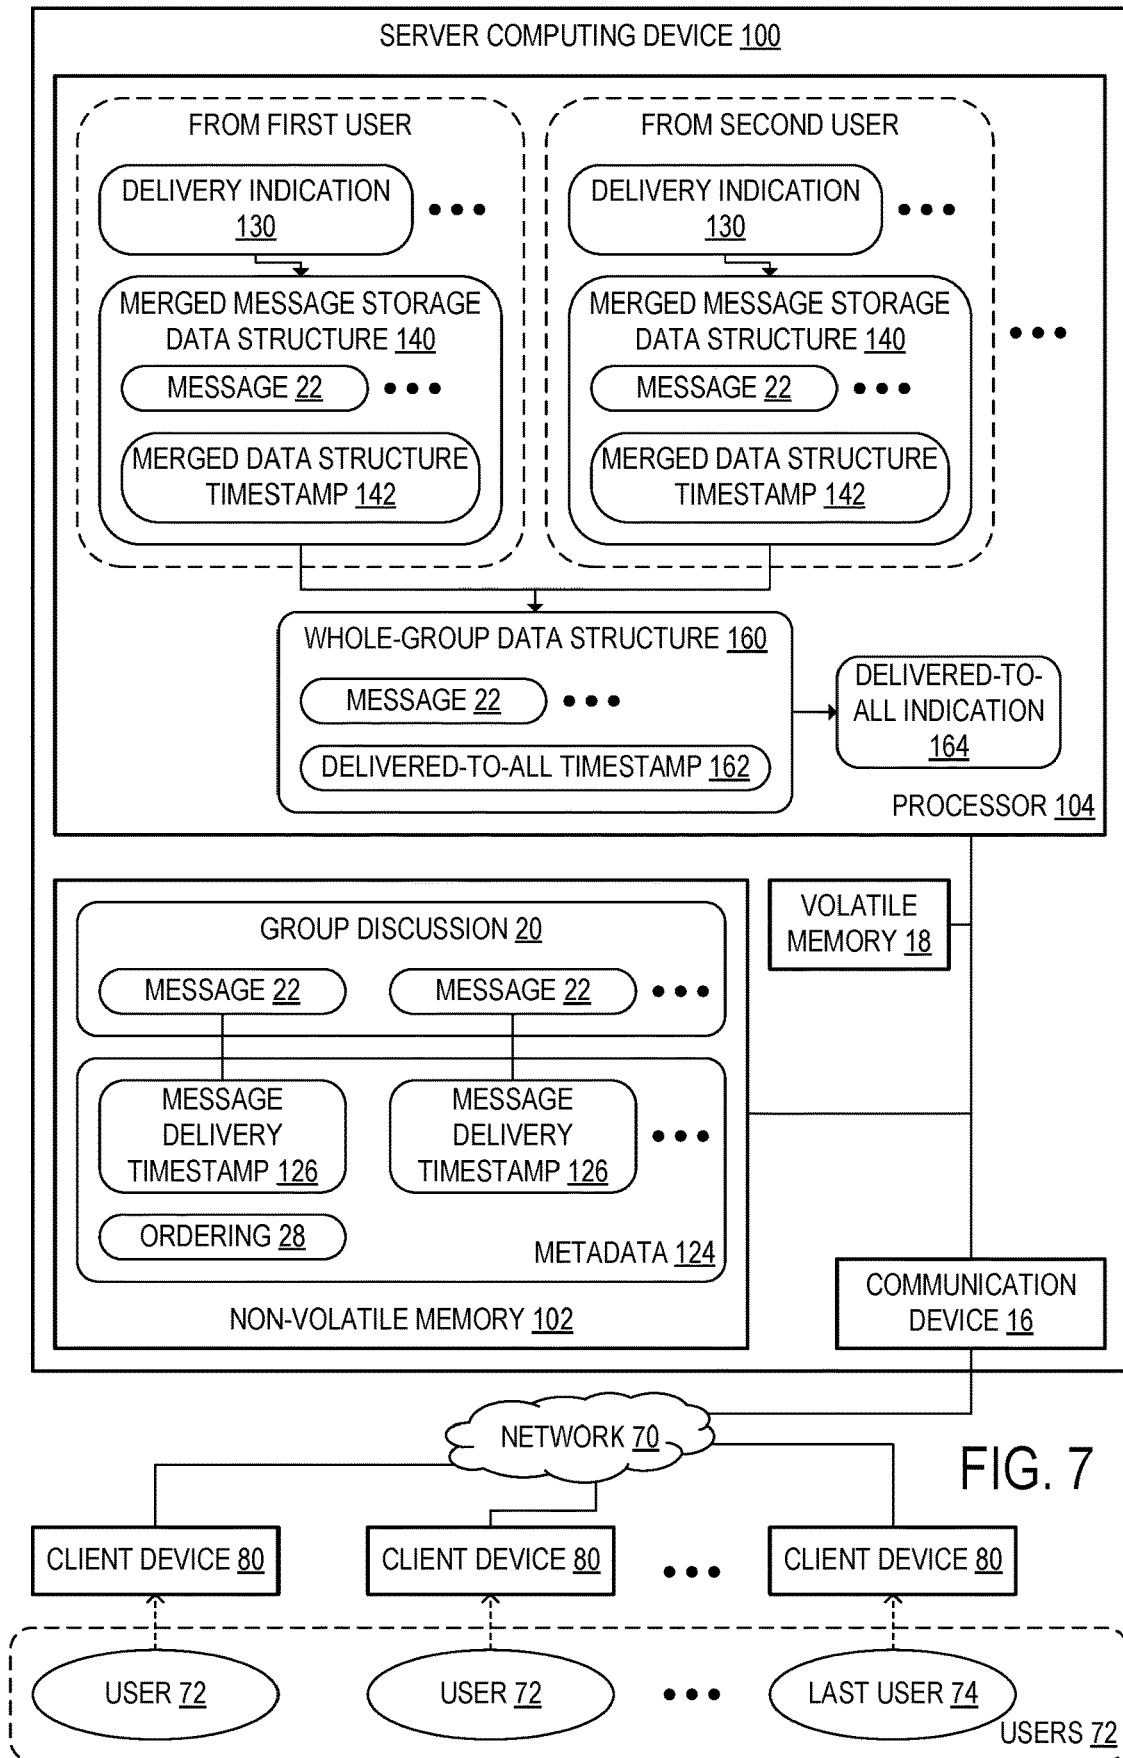 SERVER COMPUTING DEVICE 100
FROM FIRST USER
DELIVERY INDICATION
130
MERGED MESSAGE STORAGE
DATA STRUCTURE 140
MESSAGE 22
MERGED DATA STRUCTURE
TIMESTAMP 142
FROM SECOND USER
DELIVERY INDICATION
130
MERGED MESSAGE STORAGE
DATA STRUCTURE 140
MESSAGE 22
MERGED DATA STRUCTURE
TIMESTAMP 142
WHOLE-GROUP DATA STRUCTURE 160
MESSAGE 22
DELIVERED-TO-ALL TIMESTAMP 162
DELIVERED-TO-
ALL INDICATION
164
PROCESSOR 104
VOLATILE
MEMORY 18
GROUP DISCUSSION 20
MESSAGE 22
MESSAGE 22
MESSAGE
DELIVERY
TIMESTAMP 126
MESSAGE
DELIVERY
TIMESTAMP 126
ORDERING 28
METADATA 124
NON-VOLATILE MEMORY 102
COMMUNICATION
DEVICE 16
NETWORK 70
FIG. 7
CLIENT DEVICE 80
CLIENT DEVICE 80
CLIENT DEVICE 80
USER 72
USER 72
LAST USER 74
USERS 72